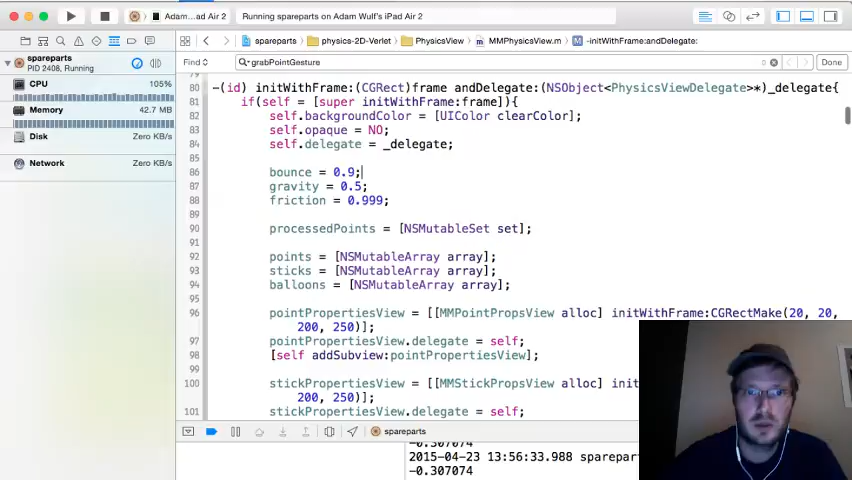 Adam...ad Air 2
Running spareparts on Adam Wulf's iPad Air 2
spareparts
physics-2D-Verlet
PhysicsView
MMPhysicsView.m
-initWithFrame:andDelegate:
spareparts
PID 2408, Running
Find
grabPointGesture
Done
CPU
105%
Memory
42.7 MB
Disk
Zero KB/s
Network
Zero KB/s
79
80 -(id) initWithFrame:(CGRect)frame andDelegate:(NSObject<PhysicsViewDelegate>*)_delegate{
81 if(self = [super initWithFrame:frame]){
82 self.backgroundColor = [UIColor clearColor];
83 self.opaque = NO;
84 self.delegate = _delegate;
85
86 bounce = 0.9;
87 gravity = 0.5;
88 friction = 0.999;
89
90 processedPoints = [NSMutableSet set];
91
92 points = [NSMutableArray array];
93 sticks = [NSMutableArray array];
94 balloons = [NSMutableArray array];
95
96 pointPropertiesView = [[MMPointPropsView alloc] initWithFrame:CGRectMake(20, 20,
200, 250)];
97 pointPropertiesView.delegate = self;
98 [self addSubview:pointPropertiesView];
99
100 stickPropertiesView = [[MMStickPropsView alloc] init
200, 250)];
101 stickPropertiesView.delegate = self;
spareparts
-0.307074
2015-04-23 13:56:33.988 sparepar
-0.307074